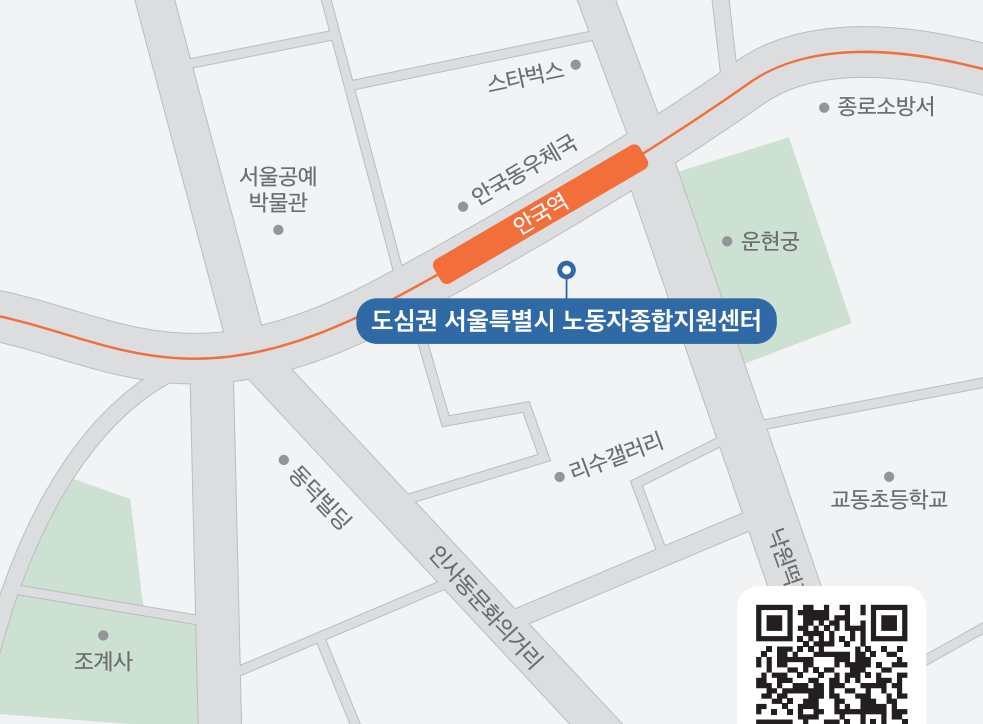 스타벅스
종로소방서
안국동우체국
서울공예
박물관
안국역
운현궁
도심권 서울특별시 노동자종합지원센터
리수갤러리
동덕빌딩
교동초등학교
인사동문화의거리
낙원떡
조계사